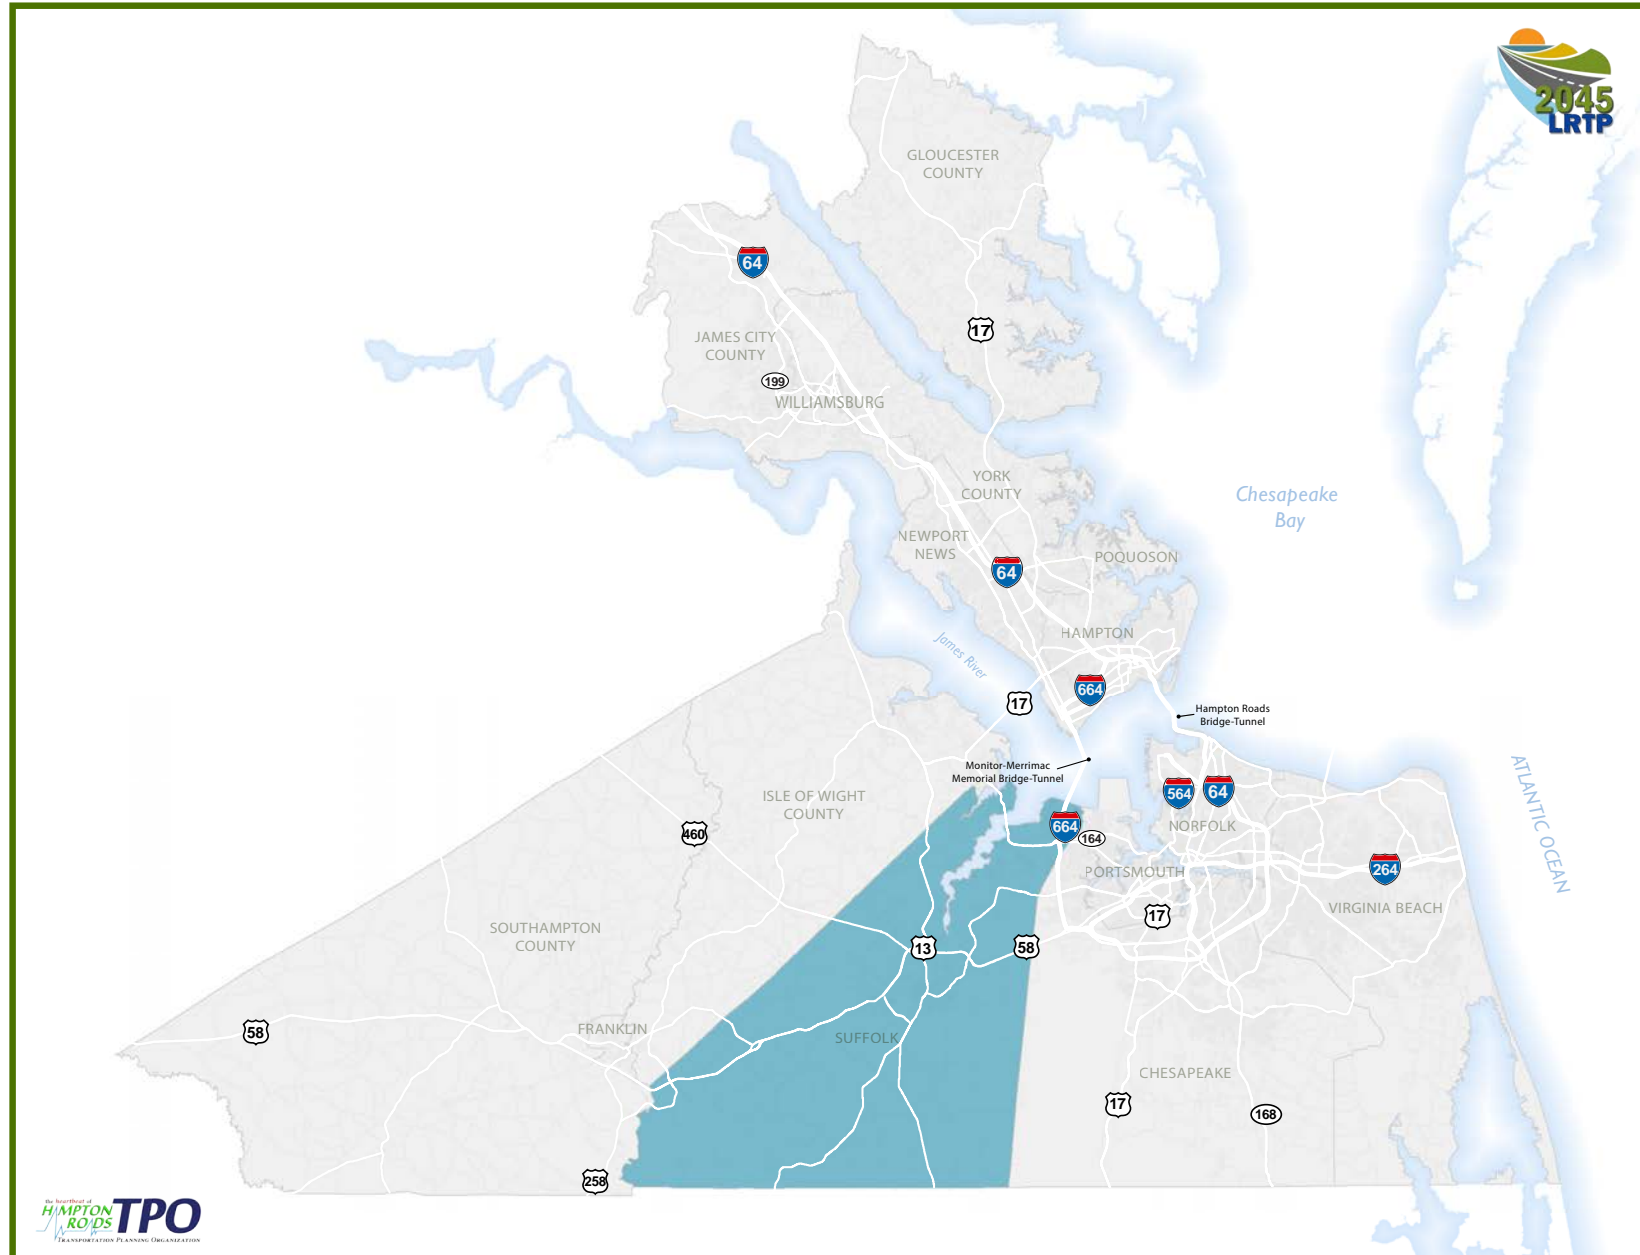 2045
LRTP
GLOUCESTER
COUNTY
64
17
JAMES CITY
COUNTY
199
WILLIAMSBURG
YORK
COUNTY
Chesapeake
Bay
NEWPORT
NEWS
POQUOSON
64
HAMPTON
James River
664
17
Hampton Roads
Bridge-Tunnel
Monitor-Merrimac
Memorial Bridge-Tunnel
ATLANTIC OCEAN
564
64
ISLE OF WIGHT
COUNTY
460
664
164
NORFOLK
264
PORTSMOUTH
17
VIRGINIA BEACH
SOUTHAMPTON
COUNTY
13
58
58
FRANKLIN
SUFFOLK
CHESAPEAKE
17
168
258
the heartbeat of
HAMPTON
ROADS
TPO
TRANSPORTATION PLANNING ORGANIZATION